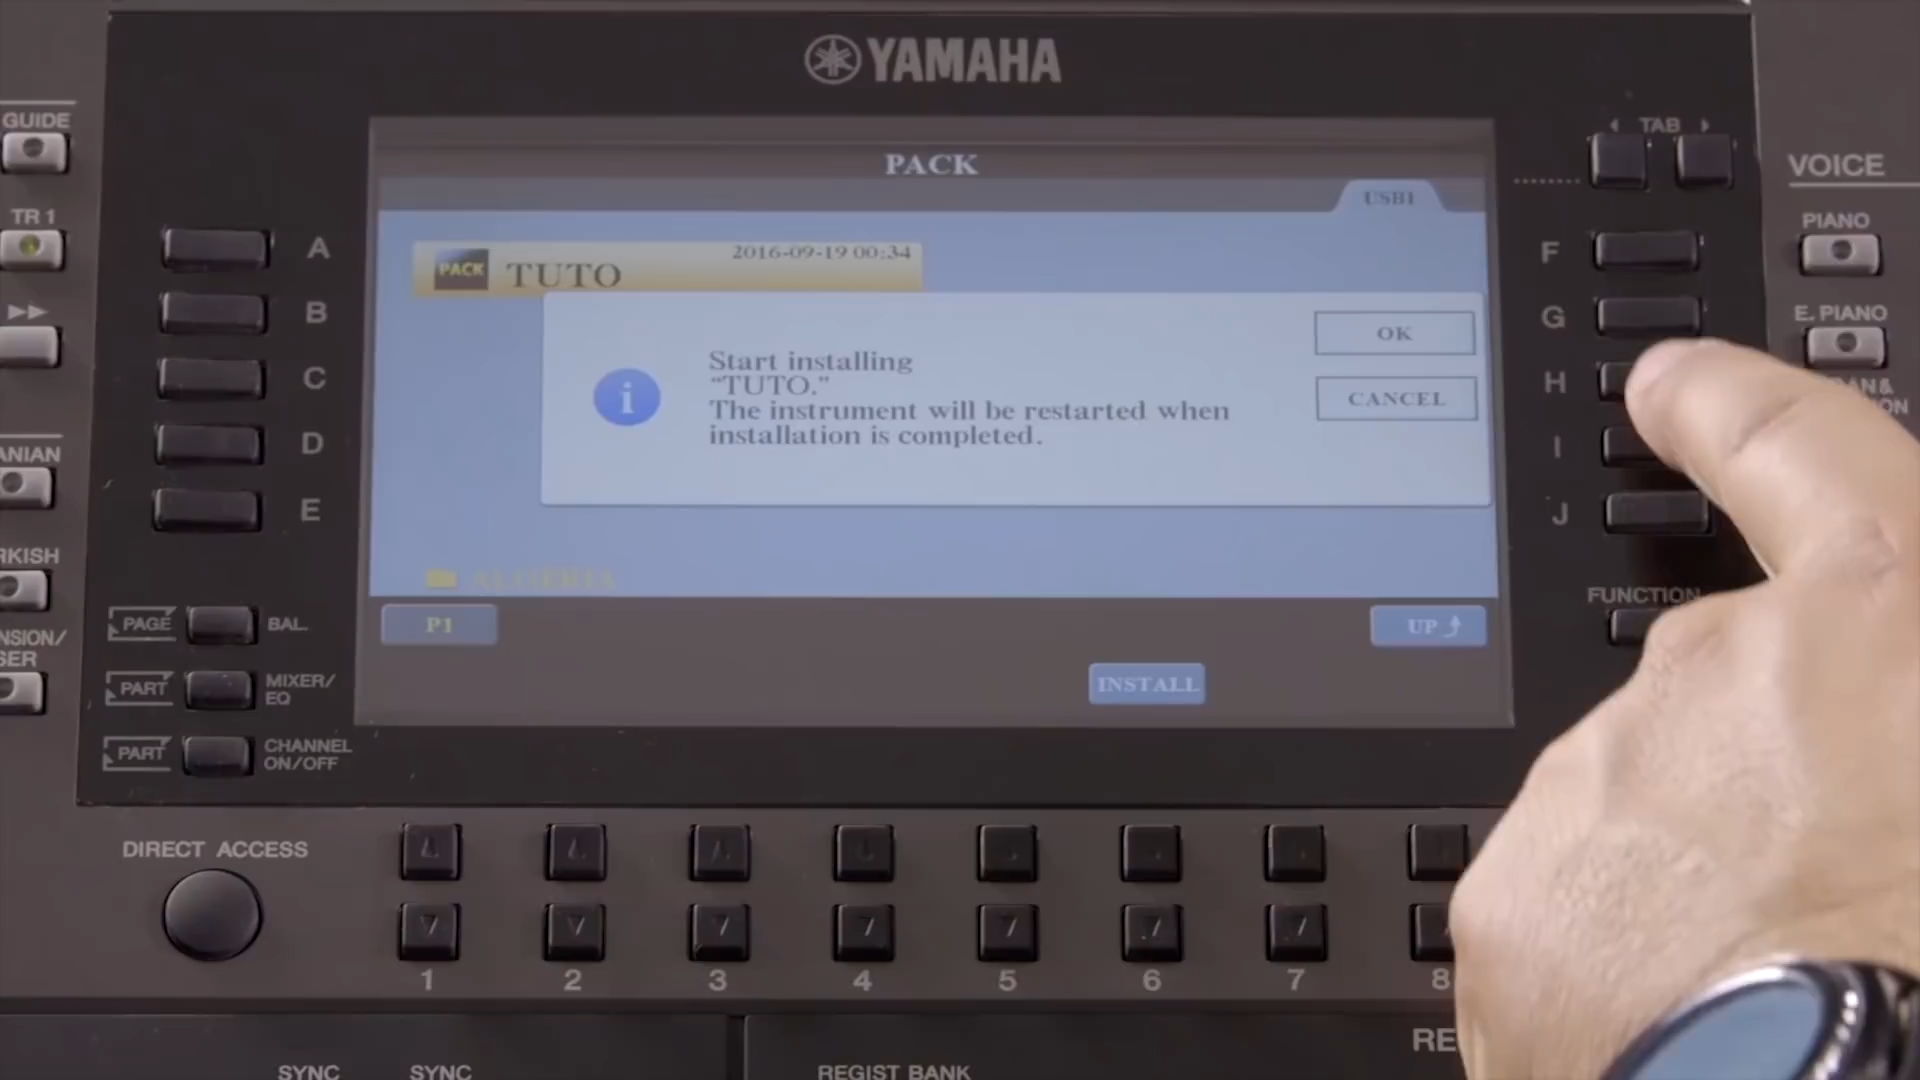 YAMAHA
GUIDE
TAB
PACK
VOICE
USB1
TR 1
PIANO
A
PACK TUTO 2016-09-19 00:34
F
B
G
E. PIANO
OK
Start installing
“TUTO.”
The instrument will be restarted when
installation is completed.
i
CANCEL
C
H
D
I
E
J
ALGERIA
FUNCTION
PAGE
BAL.
P1
UP
PART
MIXER/
EQ
INSTALL
PART
CHANNEL
ON/OFF
DIRECT ACCESS
1
2
3
4
5
6
7
8
SYNC
SYNC
REGIST BANK